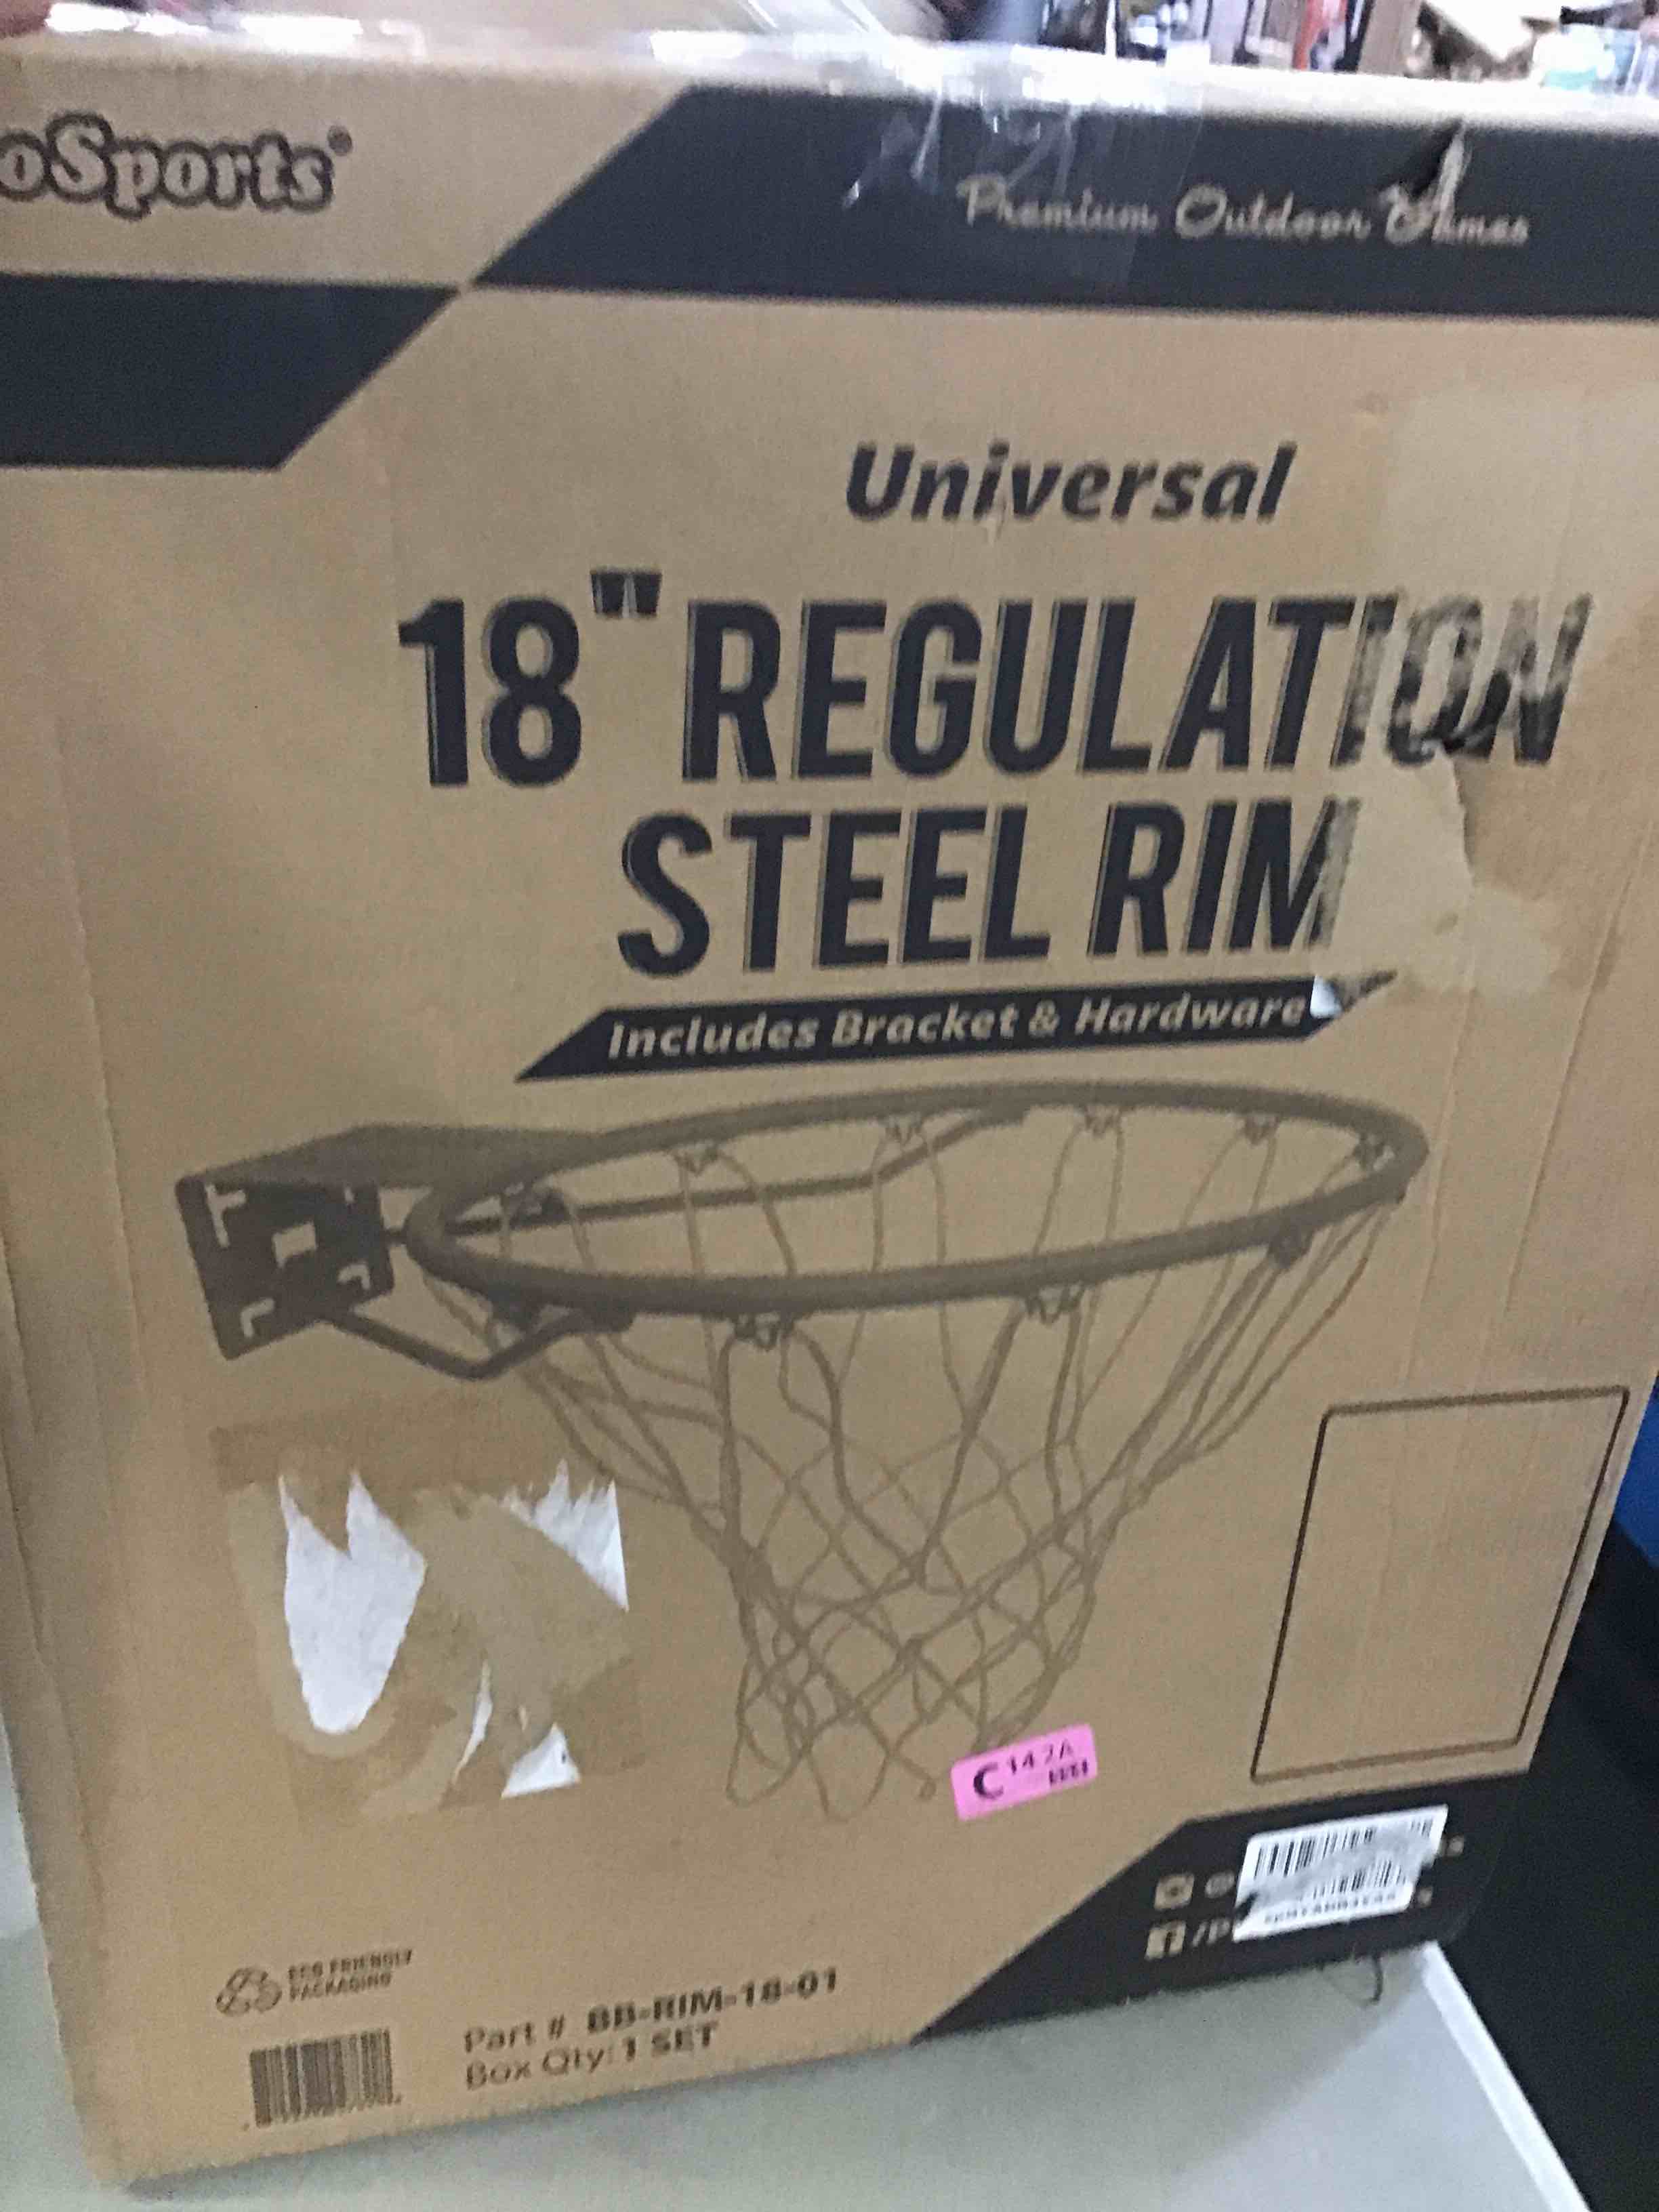 oSports®
Premium Outdoor Games
Universal
18" REGULATION
STEEL RIM
Includes Bracket & Hardware
C 142A
ECO FRIENDLY
PACKAGING
Part # BB-RIM-18-01
Box Qty: 1 SET